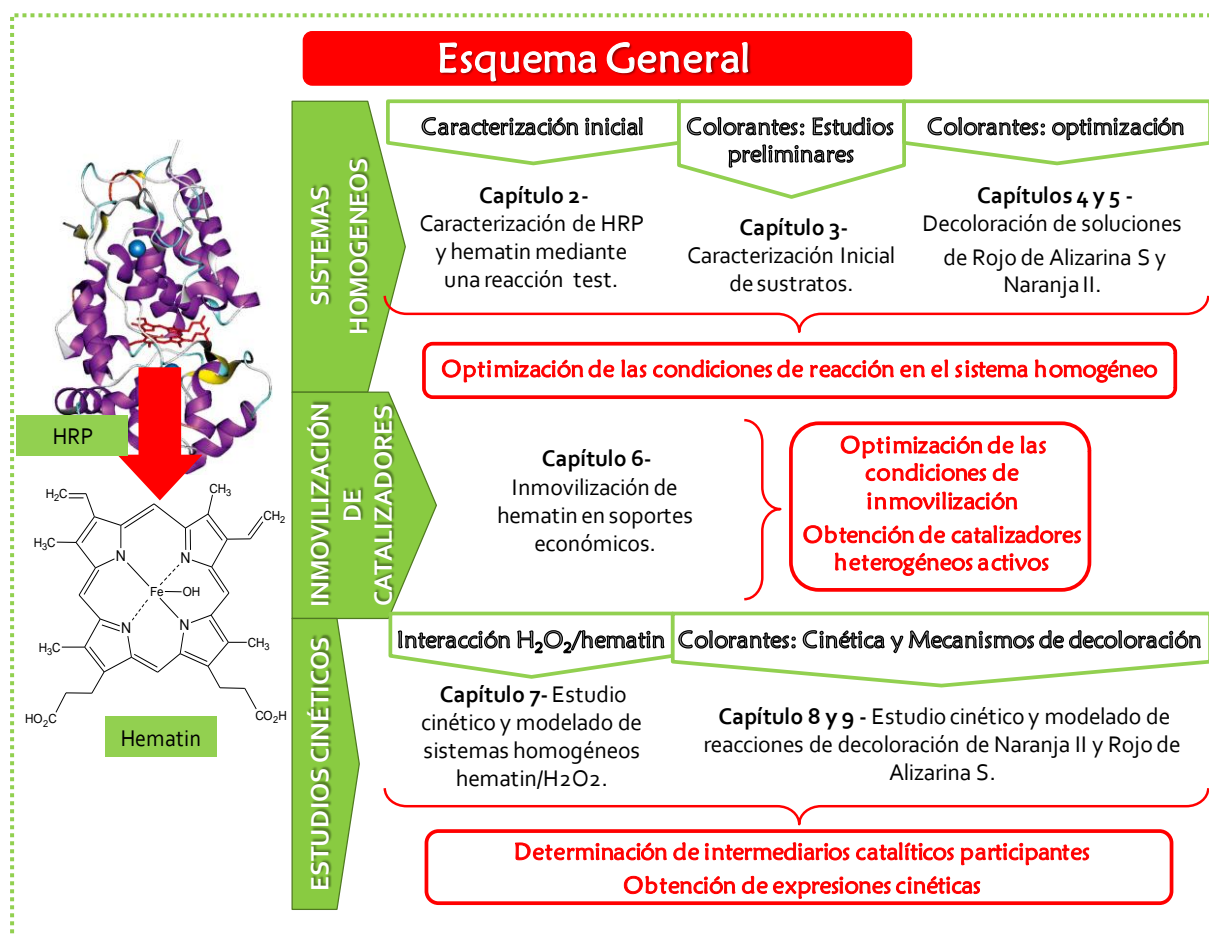 Esquema General
SISTEMAS
HOMOGENEOS
Caracterización inicial
Colorantes: Estudios
preliminares
Colorantes: optimización
Capítulo 2-
Caracterización de HRP
y hematin mediante
una reacción test.
Capítulo 3-
Caracterización Inicial
de sustratos.
Capítulos 4 y 5 -
Decoloración de soluciones
de Rojo de Alizarina S y
Naranja II.
Optimización de las condiciones de reacción en el sistema homogéneo
HRP
INMOVILIZACIÓN
DE
CATALIZADORES
Capítulo 6-
Inmovilización de
hematin en soportes
económicos.
Optimización de las
condiciones de
inmovilización
Obtención de catalizadores
heterogéneos activos
H₂C
CH₃
CH₂
H₃C
N
N
Fe
OH
N
N
H₃C
CH₃
HO₂C
CO₂H
Hematin
ESTUDIOS CINÉTICOS
Interacción H₂O₂/hematin
Colorantes: Cinética y Mecanismos de decoloración
Capítulo 7- Estudio
cinético y modelado de
sistemas homogéneos
hematin/H2O2.
Capítulo 8 y 9 - Estudio cinético y modelado de
reacciones de decoloración de Naranja II y Rojo de
Alizarina S.
Determinación de intermediarios catalíticos participantes
Obtención de expresiones cinéticas